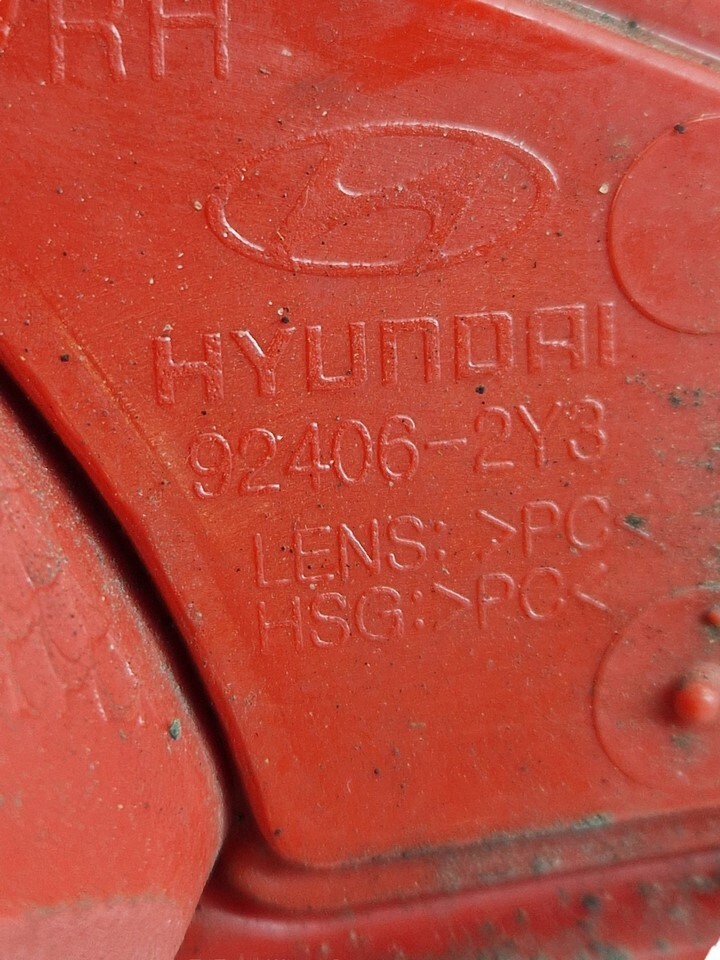 RH
HYUNDAI
92406-2Y3
LENS: >PC<
HSG:>PC<